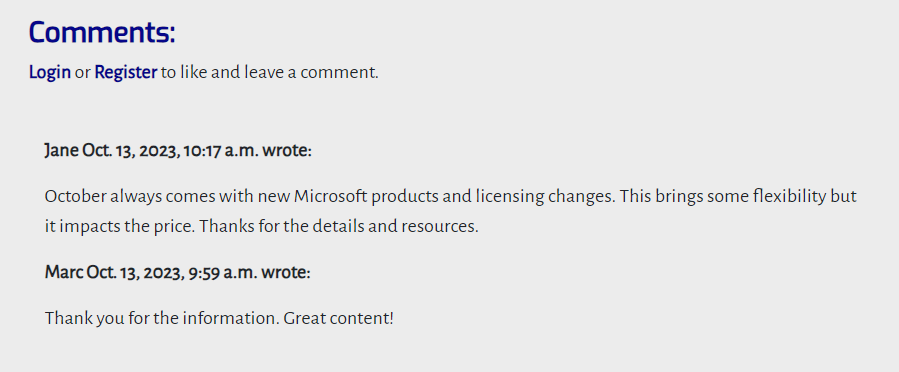 Comments:
Login or Register to like and leave a comment.
Jane Oct. 13, 2023, 10:17 a.m. wrote:
October always comes with new Microsoft products and licensing changes. This brings some flexibility but
it impacts the price. Thanks for the details and resources.
Marc Oct. 13, 2023, 9:59 a.m. wrote:
Thank you for the information. Great content!